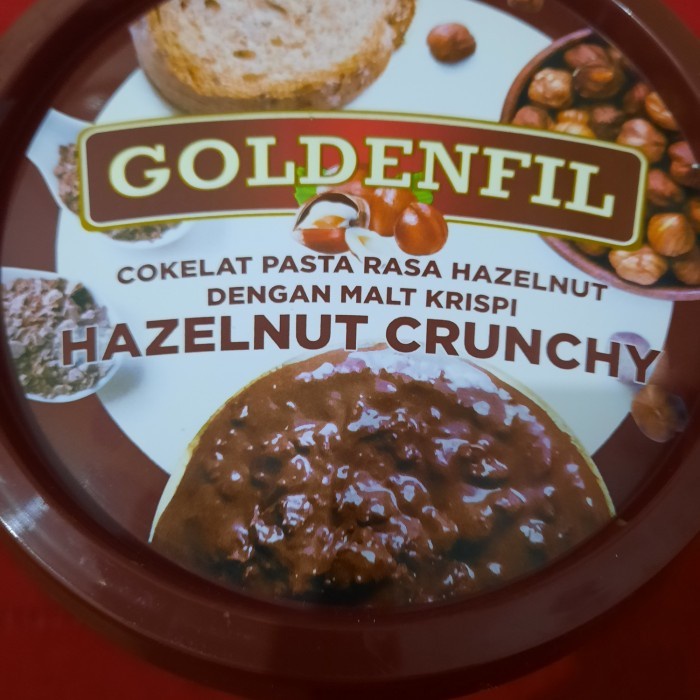 GOLDENFIL
COKELAT PASTA RASA HAZELNUT
DENGAN MALT KRISPI
HAZELNUT CRUNCHY